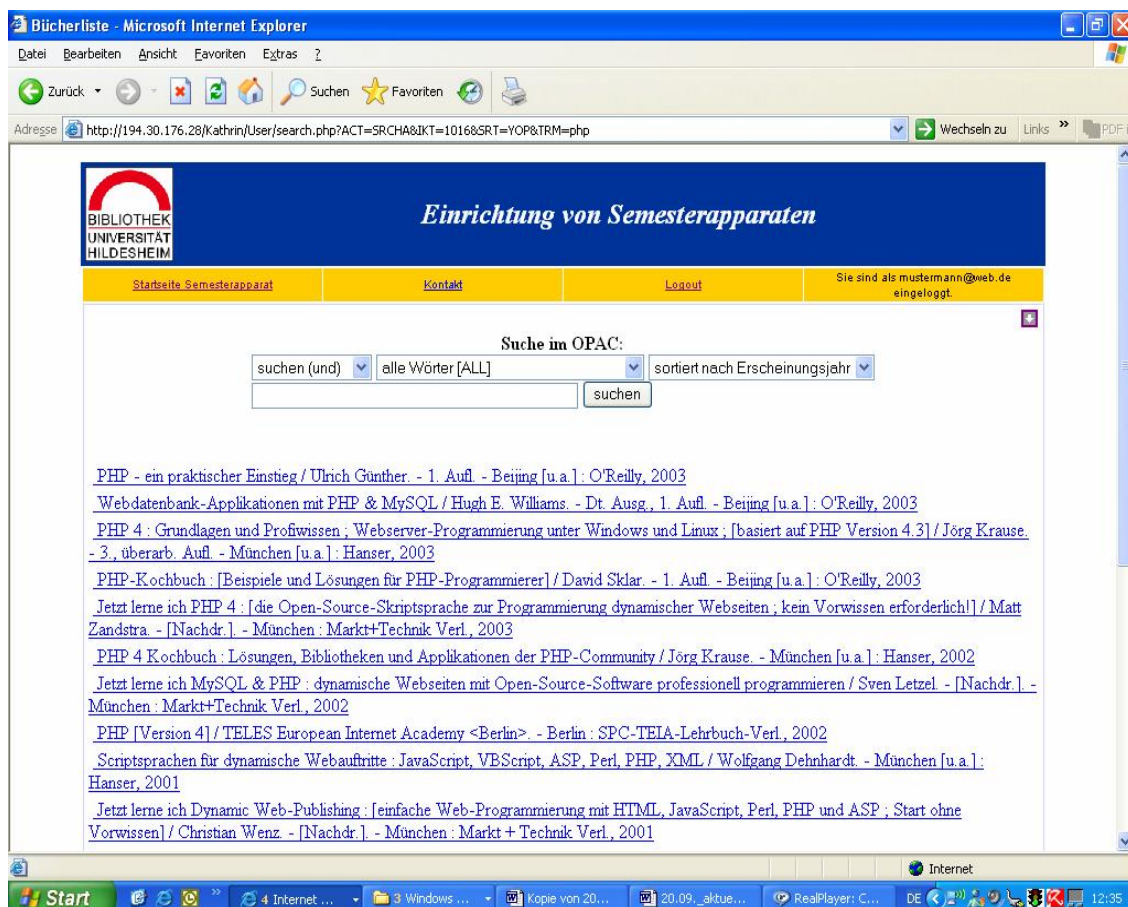 Bücherliste - Microsoft Internet Explorer
Datei Bearbeiten Ansicht Favoriten Extras ?
Zurück Suchen Favoriten
Adresse http://194.30.176.28/Kathrin/User/search.php?ACT=SRCHA&IKT=1016&SRT=YOP&TRM=php Wechseln zu Links » PDF
BIBLIOTHEK
UNIVERSITÄT
HILDESHEIM
Einrichtung von Semesterapparaten
Startseite Semesterapparat Kontakt Logout Sie sind als mustermann@web.de
eingeloggt.
Suche im OPAC:
suchen (und) alle Wörter [ALL] sortiert nach Erscheinungsjahr
suchen
PHP - ein praktischer Einstieg / Ulrich Günther. - 1. Aufl. - Beijing [u.a.] : O'Reilly, 2003
Webdatenbank-Applikationen mit PHP & MySQL / Hugh E. Williams. - Dt. Ausg., 1. Aufl. - Beijing [u.a.] : O'Reilly, 2003
PHP 4 : Grundlagen und Profiwissen ; Webserver-Programmierung unter Windows und Linux ; [basiert auf PHP Version 4.3] / Jörg Krause.
- 3., überarb. Aufl. - München [u.a.] : Hanser, 2003
PHP-Kochbuch : [Beispiele und Lösungen für PHP-Programmierer] / David Sklar. - 1. Aufl. - Beijing [u.a.] : O'Reilly, 2003
Jetzt lerne ich PHP 4 : [die Open-Source-Skriptsprache zur Programmierung dynamischer Webseiten ; kein Vorwissen erforderlich!] / Matt
Zandstra. - [Nachdr.]. - München : Markt+Technik Verl., 2003
PHP 4 Kochbuch : Lösungen, Bibliotheken und Applikationen der PHP-Community / Jörg Krause. - München [u.a.] : Hanser, 2002
Jetzt lerne ich MySQL & PHP : dynamische Webseiten mit Open-Source-Software professionell programmieren / Sven Letzel. - [Nachdr.]. -
München : Markt+Technik Verl., 2002
PHP [Version 4] / TELES European Internet Academy <Berlin>. - Berlin : SPC-TEIA-Lehrbuch-Verl., 2002
Scriptsprachen für dynamische Webauftritte : JavaScript, VBScript, ASP, Perl, PHP, XML / Wolfgang Dehnhardt. - München [u.a.] :
Hanser, 2001
Jetzt lerne ich Dynamic Web-Publishing : [einfache Web-Programmierung mit HTML, JavaScript, Perl, PHP und ASP ; Start ohne
Vorwissen] / Christian Wenz. - [Nachdr.]. - München : Markt + Technik Verl., 2001
Internet
Start » 4 Internet ... 3 Windows ... Kopie von 20... 20.09._aktue... RealPlayer: C... DE 12:35